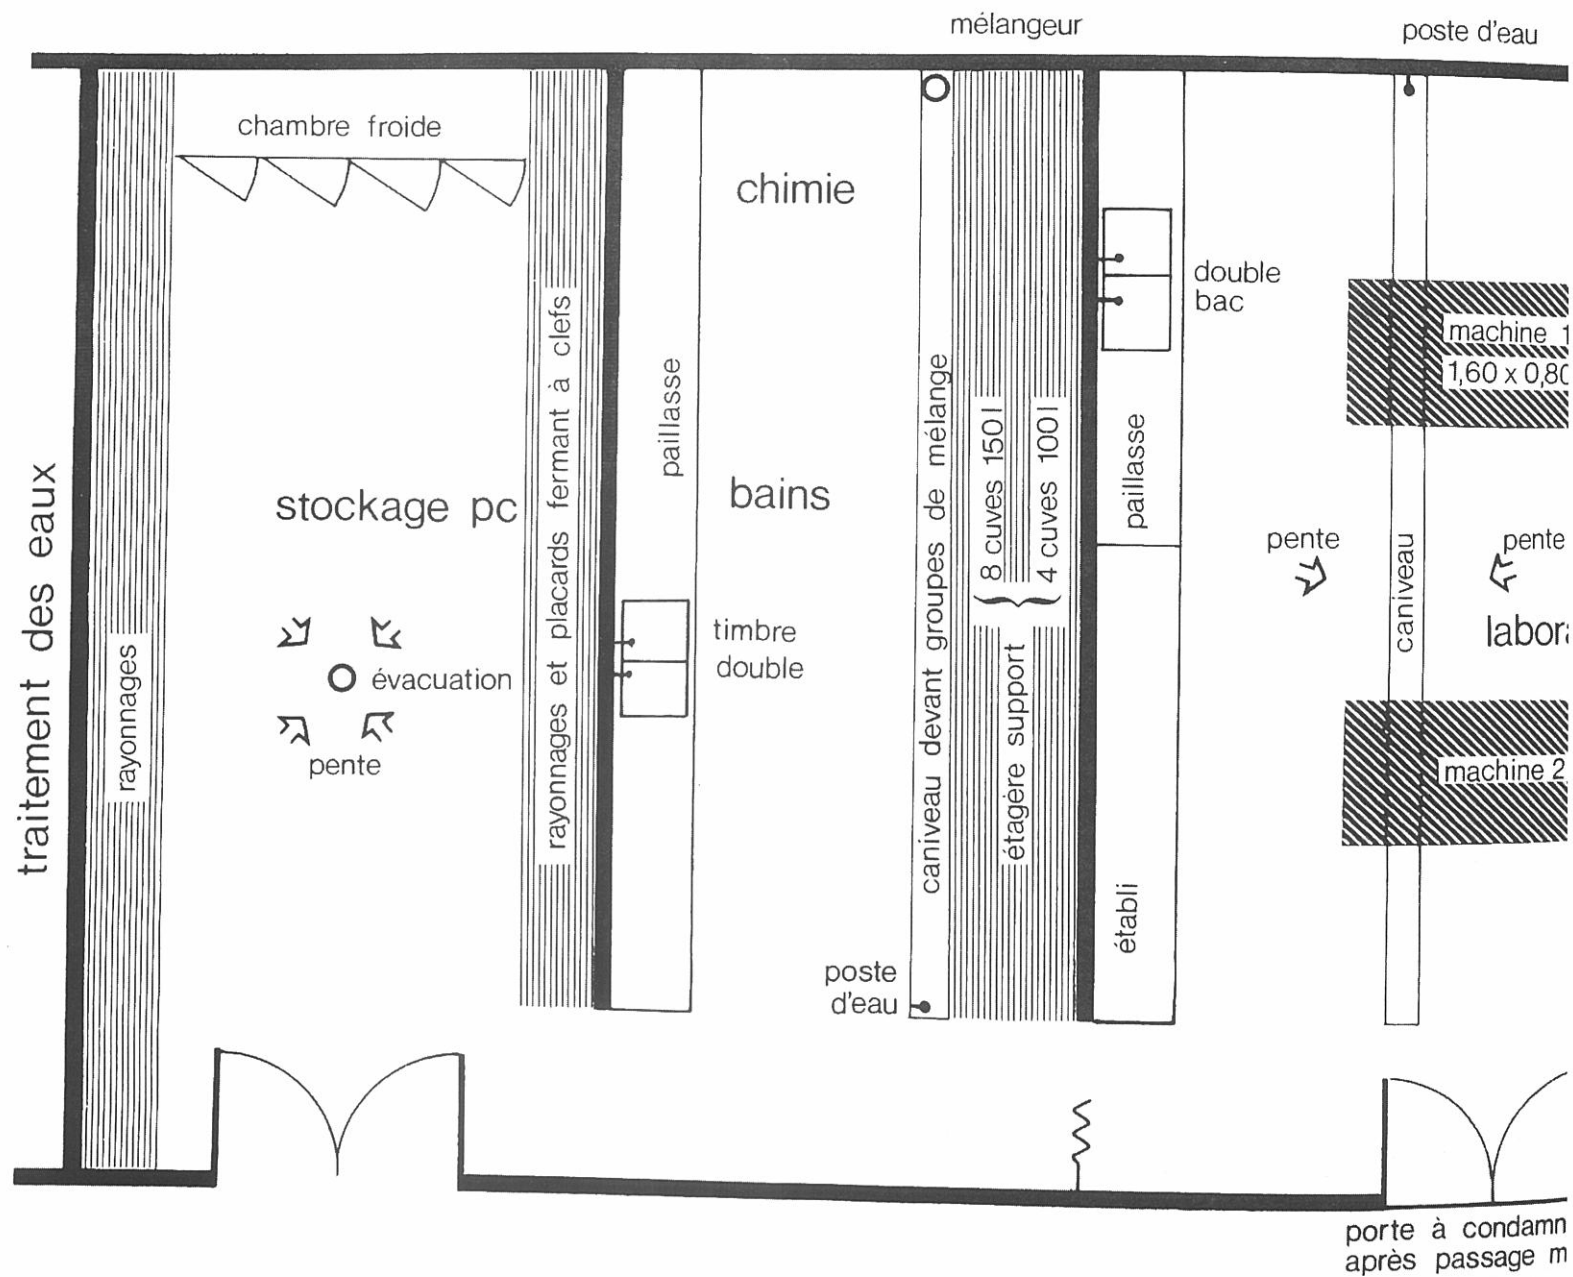 mélangeur
poste d'eau
chambre froide
chimie
double
bac
machine 1
1,60 x 0,80
rayonnages et placards fermant à clefs
paillasse
caniveau devant groupes de mélange
8 cuves 150 l
4 cuves 100 l
étagère support
paillasse
stockage pc
bains
pente
caniveau
pente
traitement des eaux
rayonnages
timbre
double
évacuation
pente
machine 2
établi
poste
d'eau
porte à
après passage